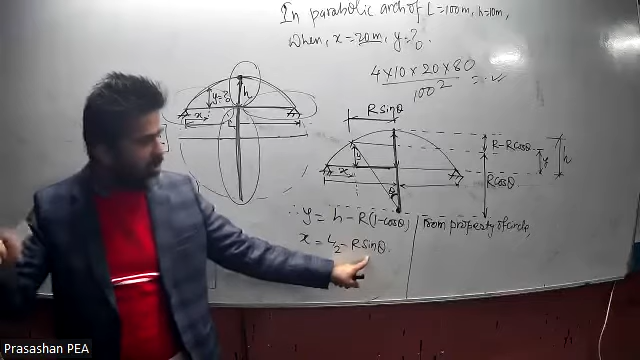 In parabolic arch of L=100m, h=10m,
when, x=20m, y=?
4×10×20×80
100²
=
R sinθ
h
y=?
x
R-Rcosθ
y
h
y
x
Rcosθ
θ
∴ y = h - R(1-cosθ)
x = L/2 - R sinθ.
from property of circle,
Prasashan PEA